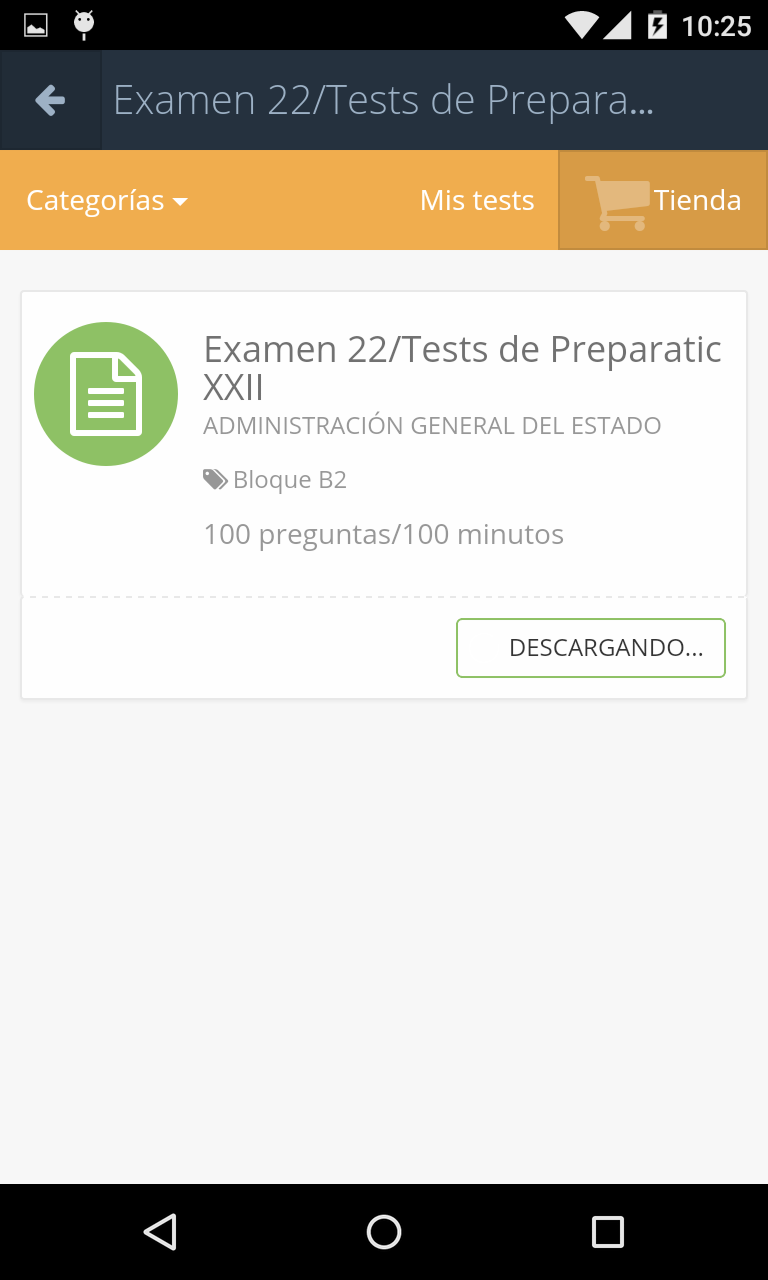 10:25
Examen 22/Tests de Prepara...
Categorías
Mis tests
Tienda
Examen 22/Tests de Preparatic
XXII
ADMINISTRACIÓN GENERAL DEL ESTADO
Bloque B2
100 preguntas/100 minutos
DESCARGANDO...